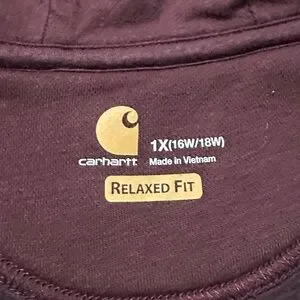 1X(16W/18W)
carhartt Made in Vietnam
RELAXED FIT